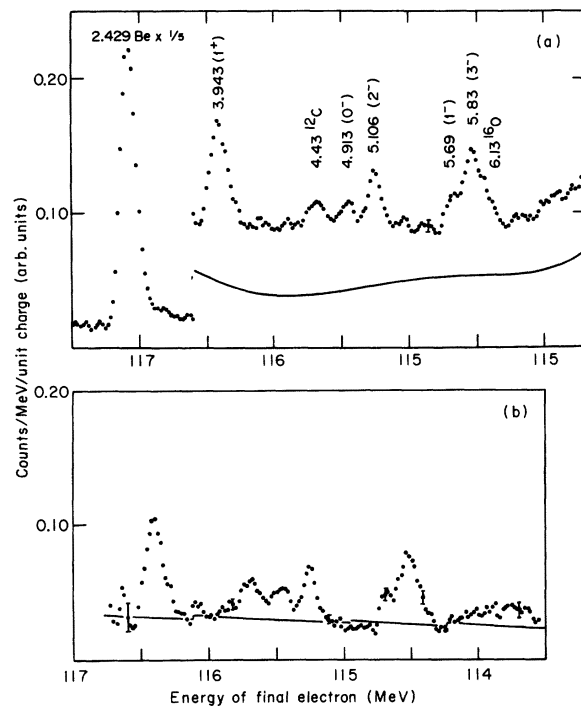 2.429 Be x 1/5
(a)
3.943 (1⁺)
4.43 ¹²C
4.913 (0⁻)
5.106 (2⁻)
5.69 (1⁻)
5.83 (3⁻)
6.13 ¹⁶O
0.20
0.10
117
116
115
115
Counts/MeV/unit charge (arb. units)
0.20
(b)
0.10
117
116
115
114
Energy of final electron (MeV)